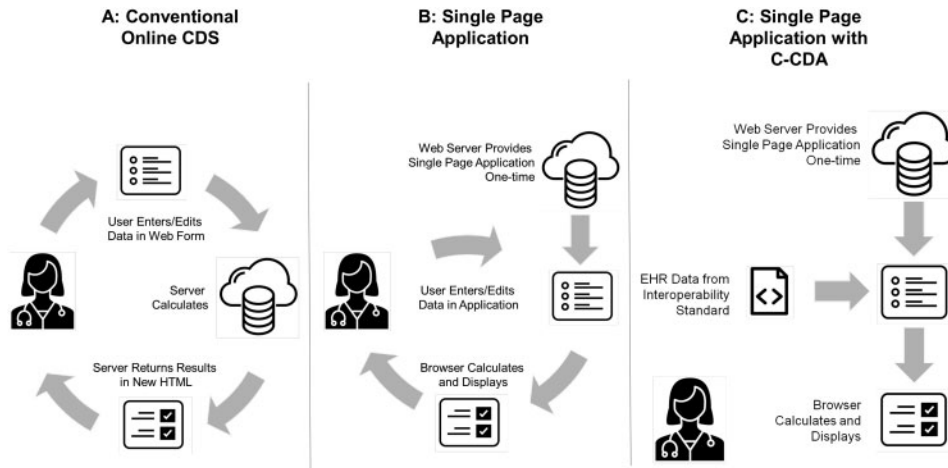 A: Conventional
Online CDS
User Enters/Edits
Data in Web Form
Server
Calculates
Server Returns Results
in New HTML
B: Single Page
Application
Web Server Provides
Single Page Application
One-time
User Enters/Edits
Data in Application
Browser Calculates
and Displays
C: Single Page
Application with
C-CDA
Web Server Provides
Single Page Application
One-time
EHR Data from
Interoperability
Standard
Browser
Calculates and
Displays